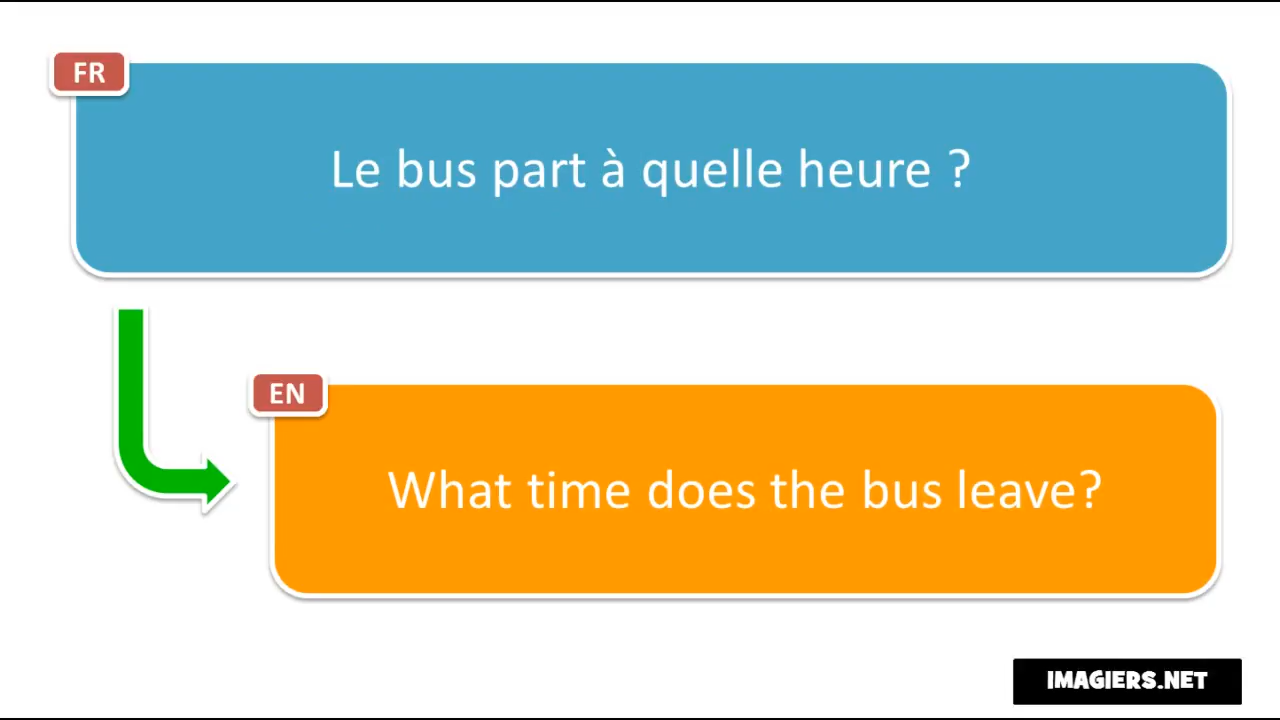 FR
Le bus part à quelle heure ?
EN
What time does the bus leave?
IMAGIERS.NET